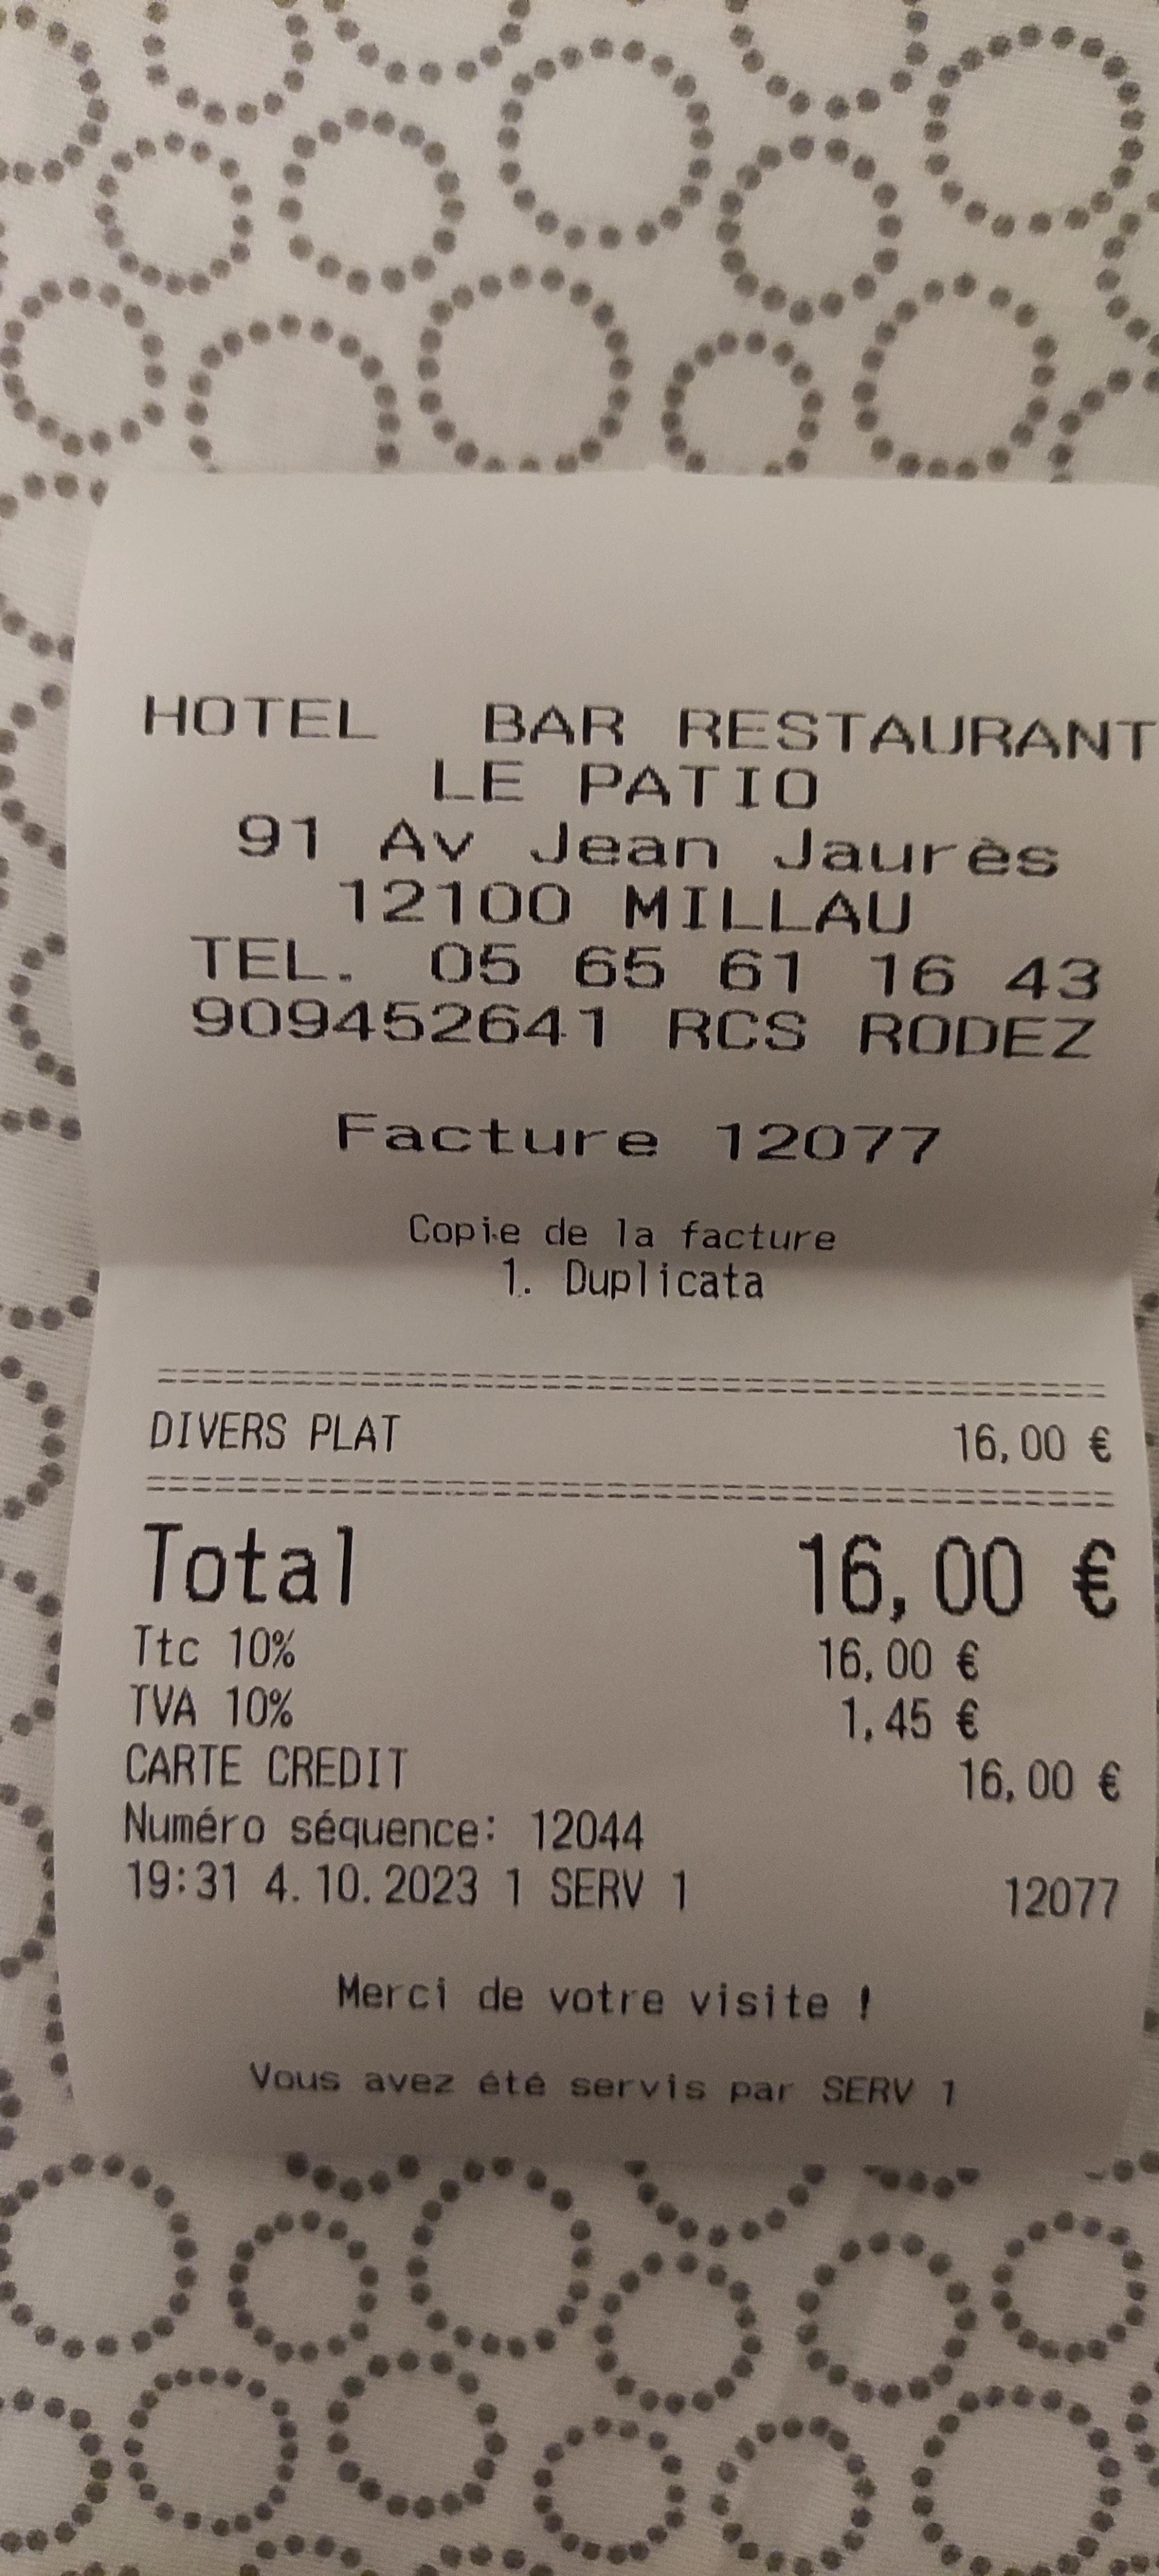 HOTEL BAR RESTAURANT
LE PATIO
91 Av Jean Jaurès
12100 MILLAU
TEL. 05 65 61 16 43
909452641 RCS RODEZ
Facture 12077
Copie de la facture
1. Duplicata
================================
DIVERS PLAT 16,00 €
================================
Total 16,00 €
Ttc 10% 16,00 €
TVA 10% 1,45 €
CARTE CREDIT 16,00 €
Numéro séquence: 12044
19:31 4.10.2023 1 SERV 1 12077
Merci de votre visite !
Vous avez été servis par SERV 1